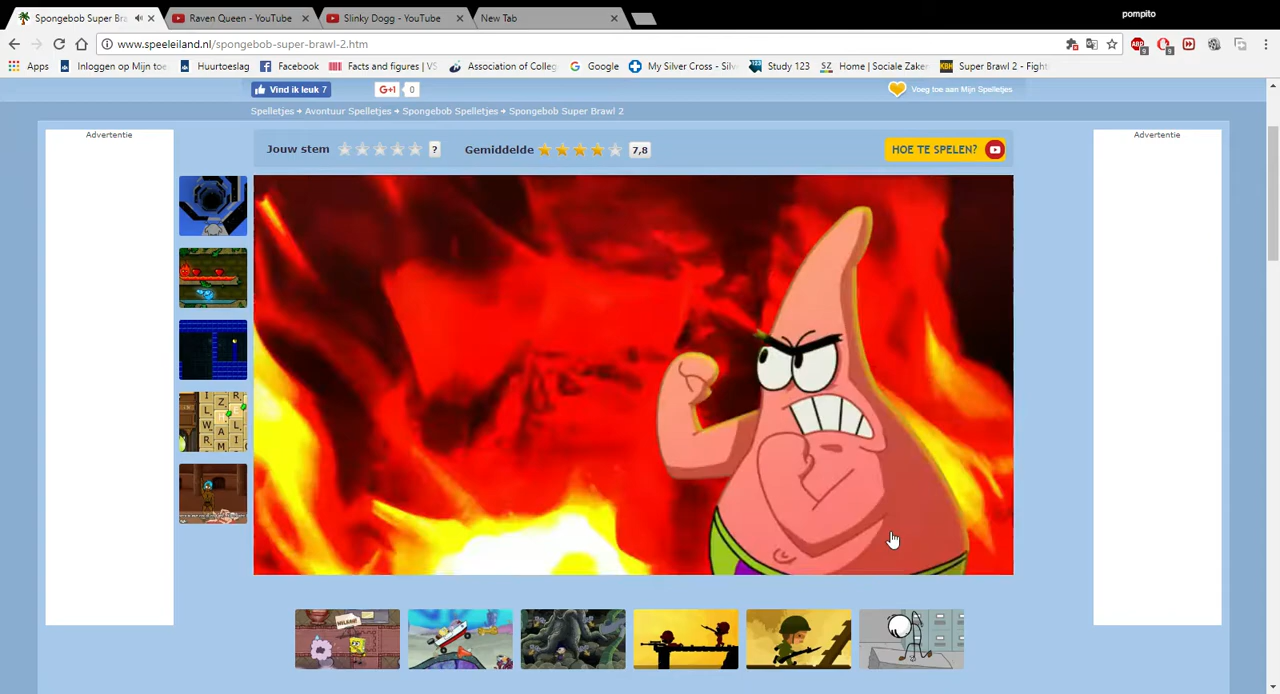 Spongebob Super Bra
Raven Queen - YouTube
Slinky Dogg - YouTube
New Tab
pompito
www.speeleiland.nl/spongebob-super-brawl-2.htm
Apps
Inloggen op Mijn toe
Huurtoeslag
Facebook
Facts and figures | VS
Association of Colleg
Google
My Silver Cross - Silv
Study 123
Home | Sociale Zaker
Super Brawl 2 - Fight
Vind ik leuk 7
G+1 0
Voeg toe aan Mijn Spelletjes
Spelletjes Avontuur Spelletjes Spongebob Spelletjes Spongebob Super Brawl 2
Advertentie
Jouw stem ?
Gemiddelde 7,8
HOE TE SPELEN?
Advertentie